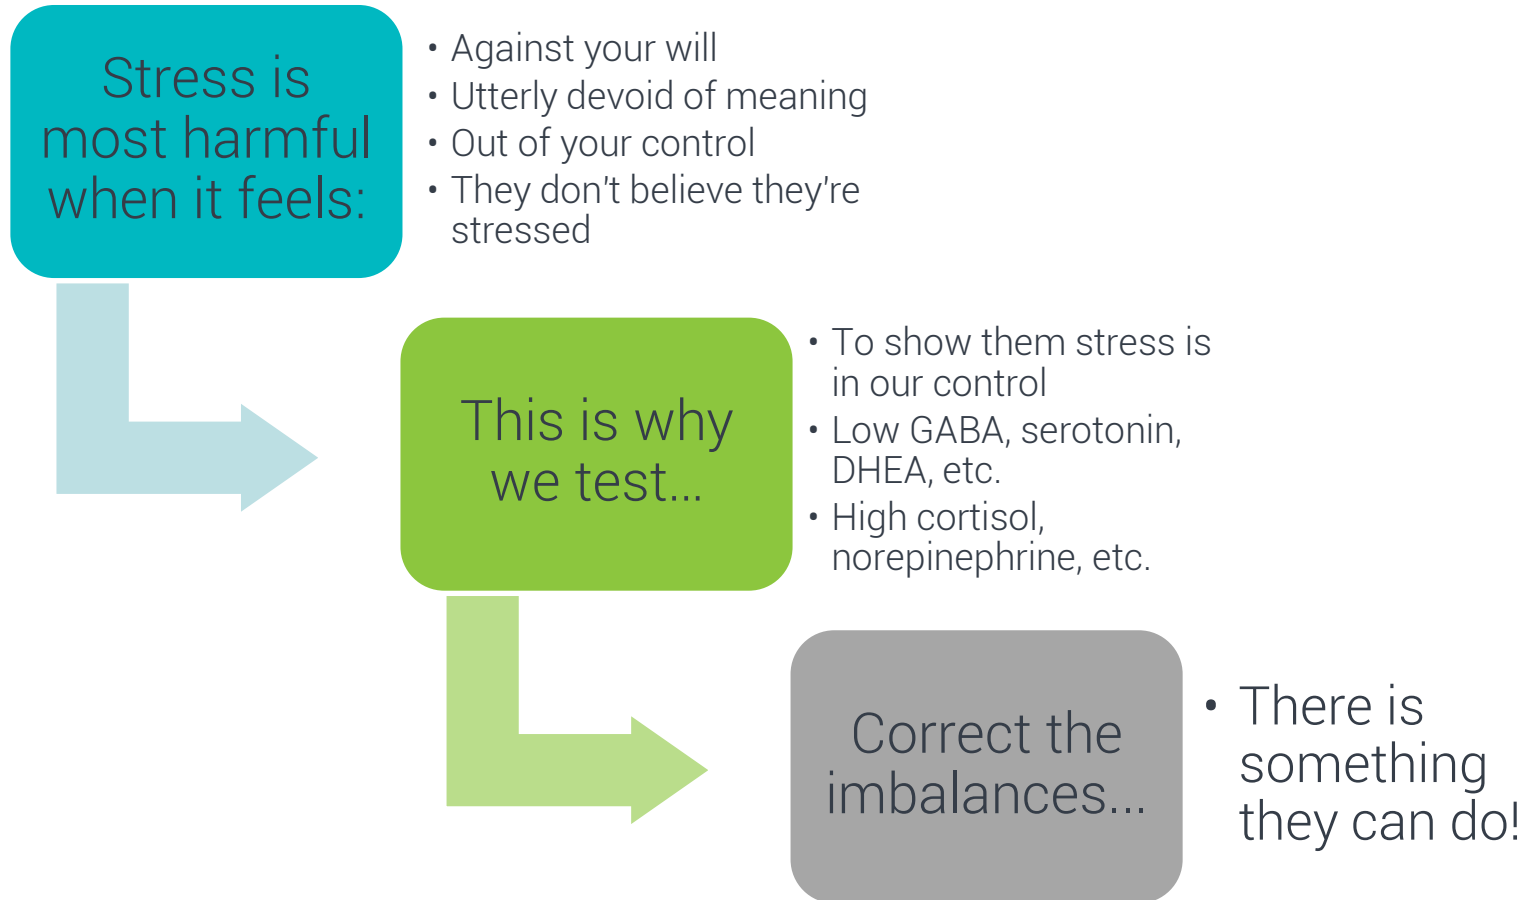 Stress is
most harmful
when it feels:
• Against your will
• Utterly devoid of meaning
• Out of your control
• They don't believe they're
stressed
This is why
we test...
• To show them stress is
in our control
• Low GABA, serotonin,
DHEA, etc.
• High cortisol,
norepinephrine, etc.
Correct the
imbalances...
• There is
something
they can do!